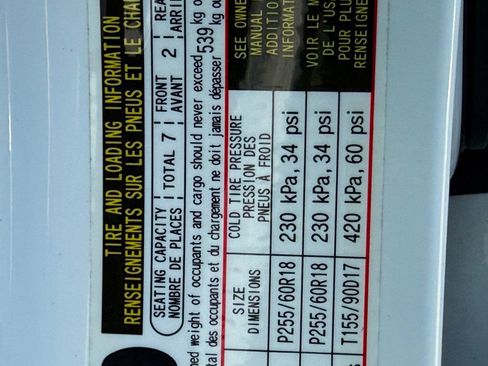 TIRE AND LOADING INFORMATION
RENSEIGNEMENTS SUR LES PNEUS ET LE CHA
SEATING CAPACITY
NOMBRE DE PLACES
TOTAL 7
FRONT
AVANT
2
REA
ARRI
weight of occupants and cargo should never exceed 539 kg o
des occupants et du chargement ne doit jamais dépasser kg ou
SIZE
DIMENSIONS
COLD TIRE PRESSURE
PRESSION DES
PNEUS À FROID
SEE OWNE
MANUAL
ADDITIO
INFORMAT
P255/60R18 230 kPa, 34 psi
VOIR LE M
DE L'US
POUR PLU
RENSEIGNE
P255/60R18 230 kPa, 34 psi
T155/90D17 420 kPa, 60 psi